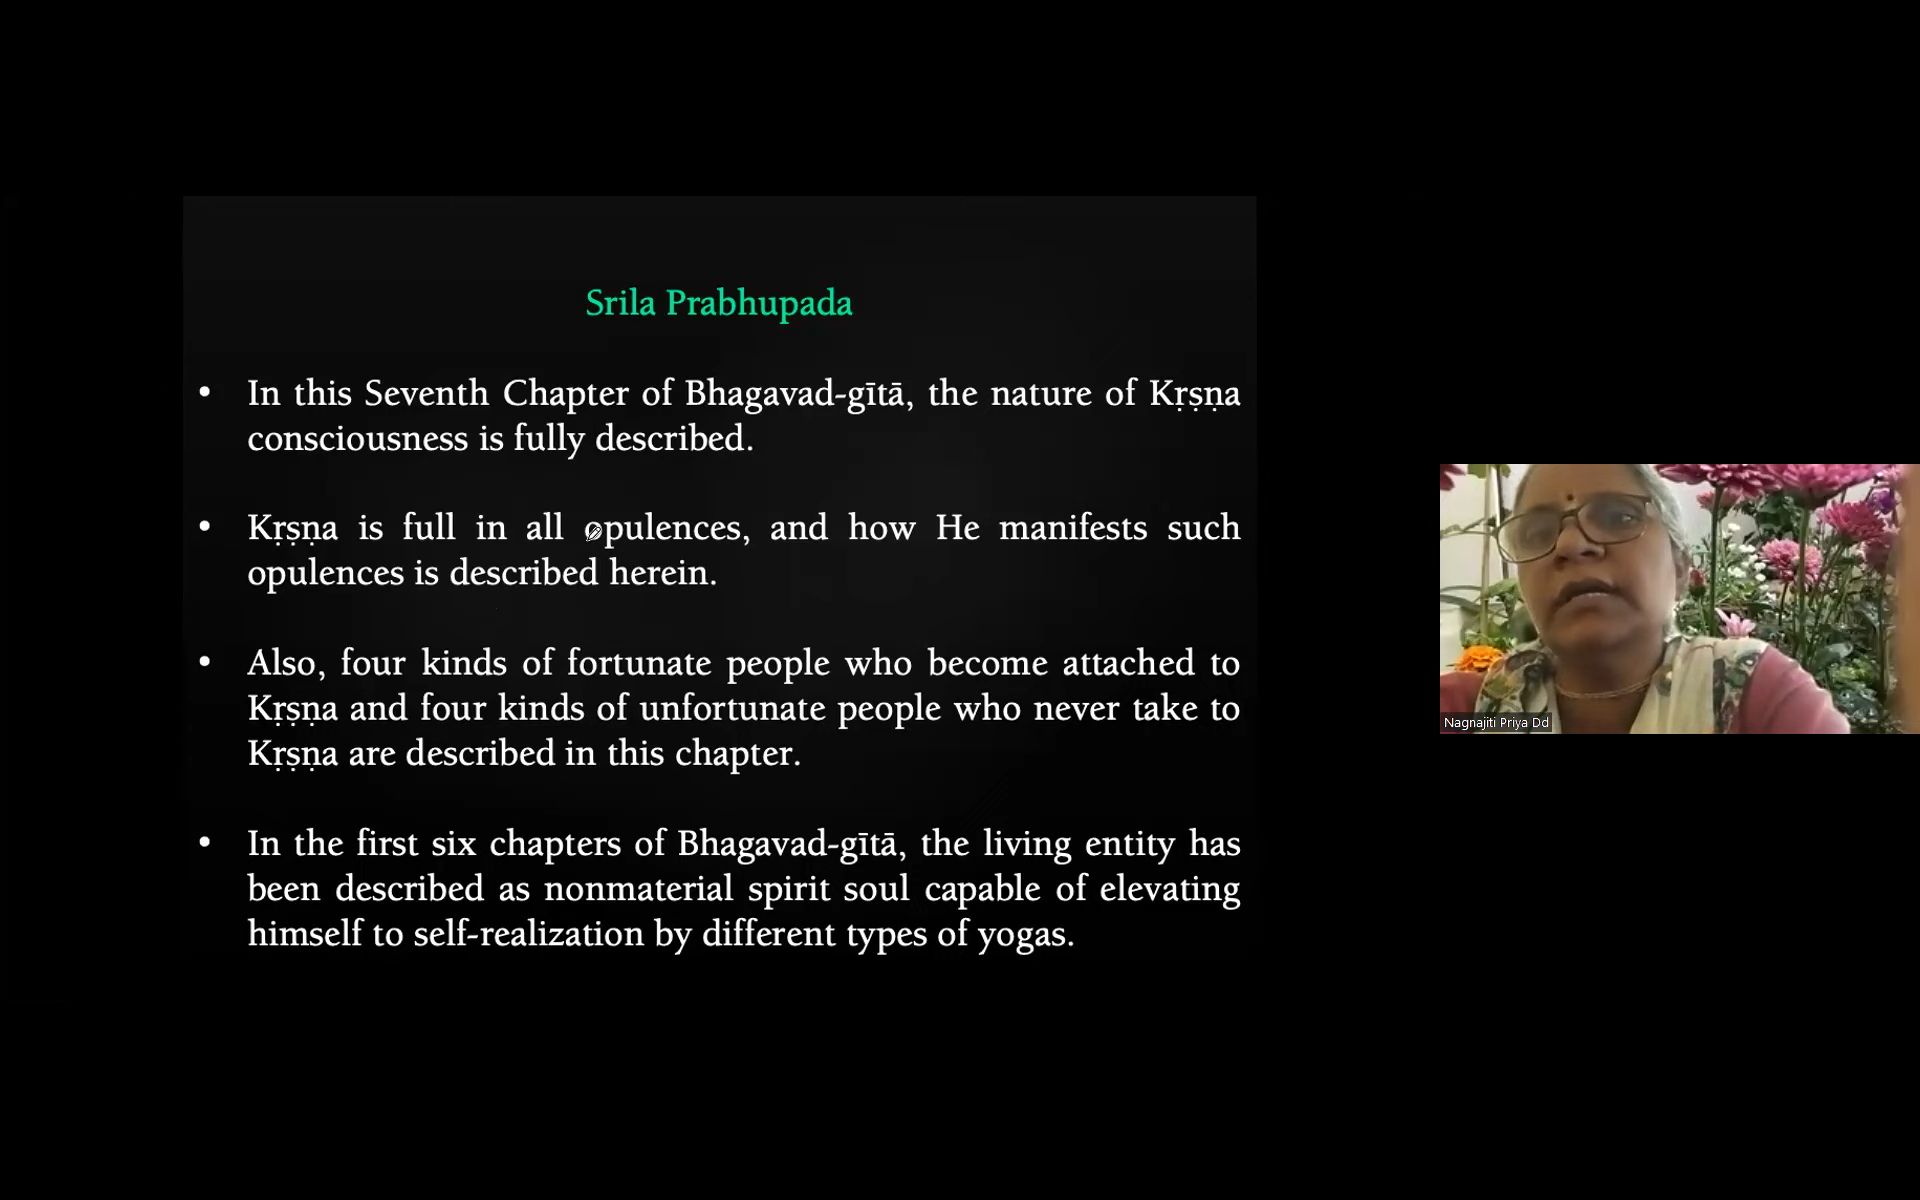 Srila Prabhupada
• In this Seventh Chapter of Bhagavad-gītā, the nature of Kṛṣṇa
consciousness is fully described.
• Kṛṣṇa is full in all opulences, and how He manifests such
opulences is described herein.
• Also, four kinds of fortunate people who become attached to
Kṛṣṇa and four kinds of unfortunate people who never take to
Kṛṣṇa are described in this chapter.
• In the first six chapters of Bhagavad-gītā, the living entity has
been described as nonmaterial spirit soul capable of elevating
himself to self-realization by different types of yogas.
Nagnajiti Priya Dd